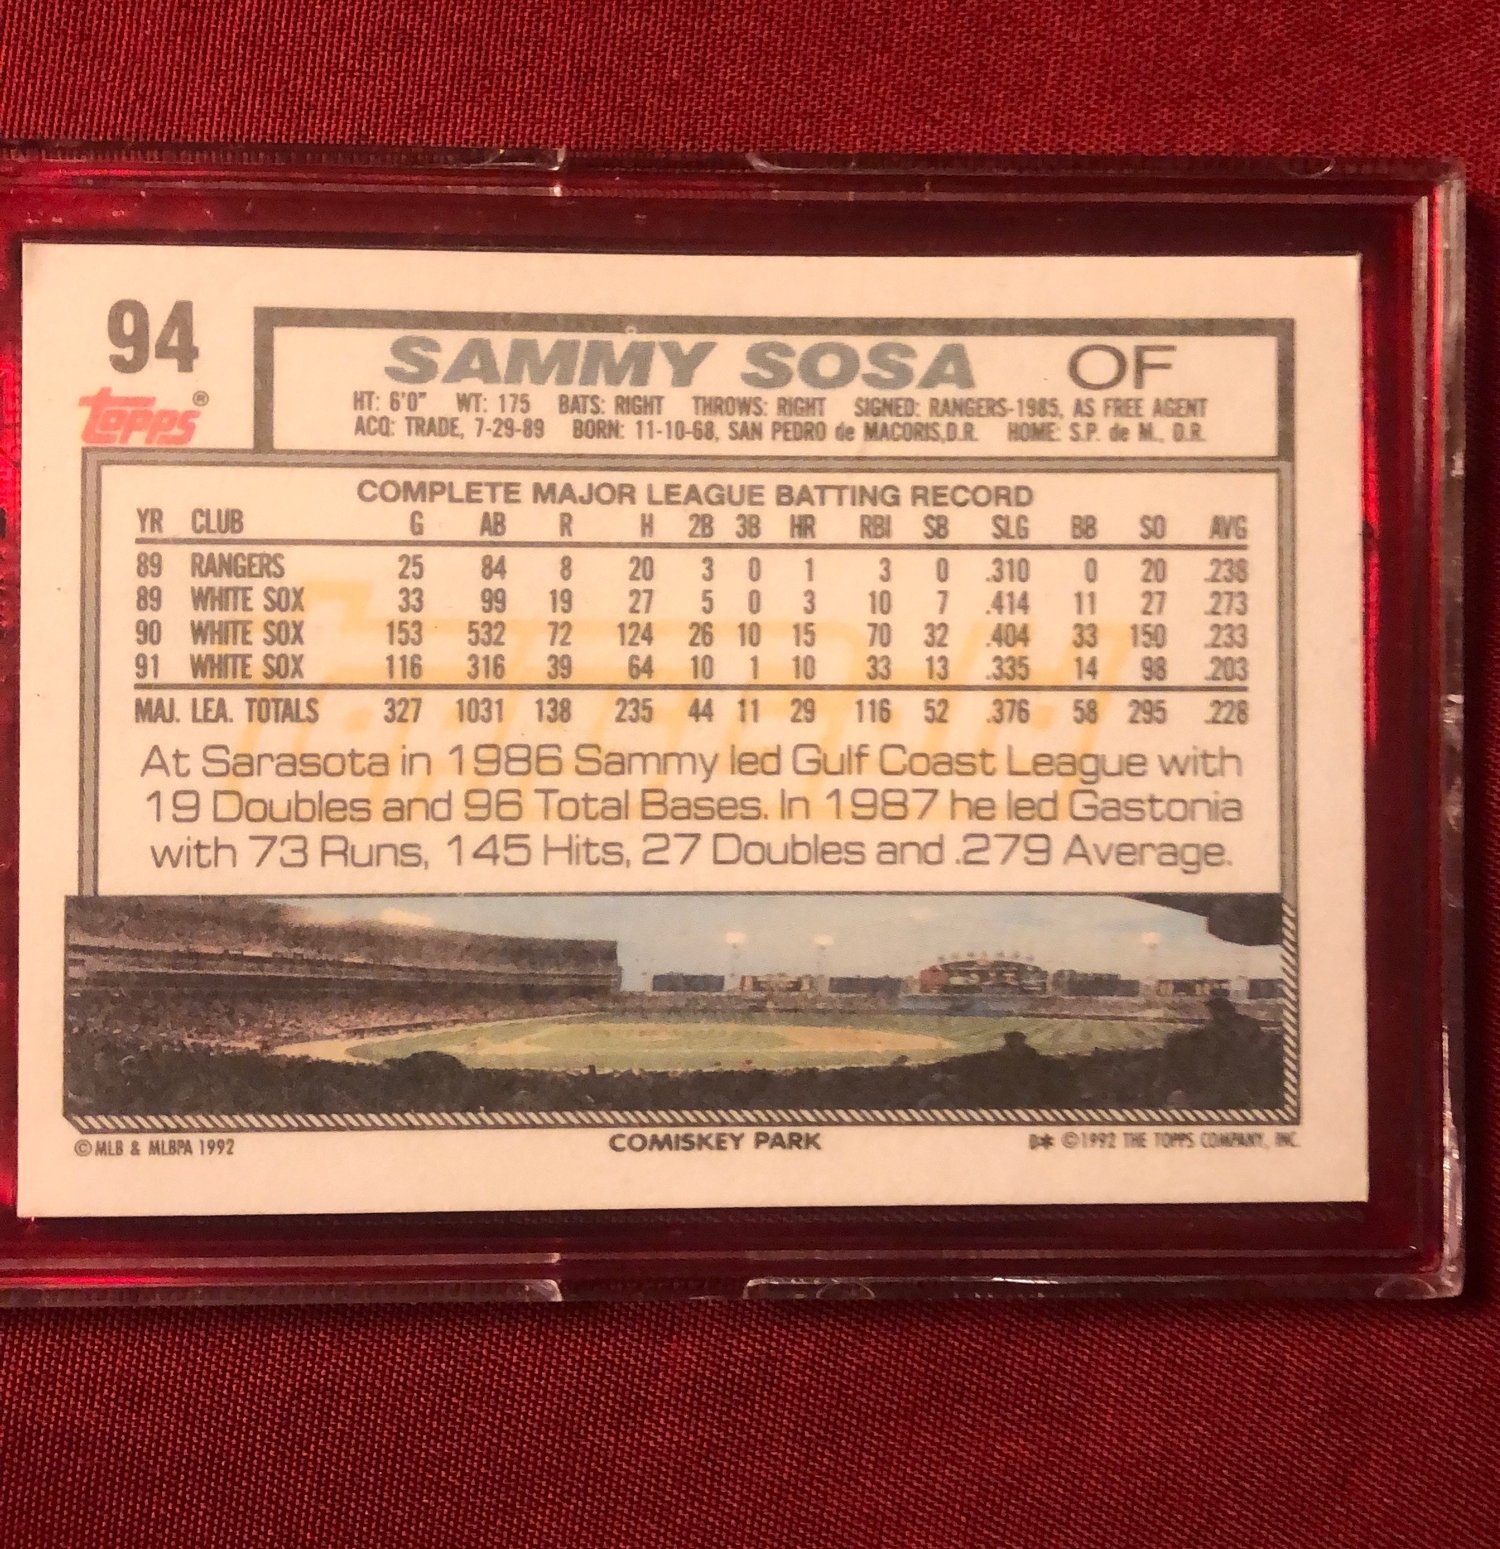 94
topps®
SAMMY SOSA OF
HT: 6'0" WT: 175 BATS: RIGHT THROWS: RIGHT SIGNED: RANGERS-1985, AS FREE AGENT
ACQ: TRADE, 7-29-89 BORN: 11-10-68, SAN PEDRO de MACORIS,D.R. HOME: S.P. de M., D.R.
COMPLETE MAJOR LEAGUE BATTING RECORD
YR CLUB G AB R H 2B 3B HR RBI SB SLG BB SO AVG
89 RANGERS 25 84 8 20 3 0 1 3 0 .310 0 20 .238
89 WHITE SOX 33 99 19 27 5 0 3 10 7 .414 11 27 .273
90 WHITE SOX 153 532 72 124 26 10 15 70 32 .404 33 150 .233
91 WHITE SOX 116 316 39 64 10 1 10 33 13 .335 14 98 .203
MAJ. LEA. TOTALS 327 1031 138 235 44 11 29 116 52 .376 58 295 .228
At Sarasota in 1986 Sammy led Gulf Coast League with
19 Doubles and 96 Total Bases. In 1987 he led Gastonia
with 73 Runs, 145 Hits, 27 Doubles and .279 Average.
© MLB & MLBPA 1992 COMISKEY PARK D* ©1992 THE TOPPS COMPANY, INC.